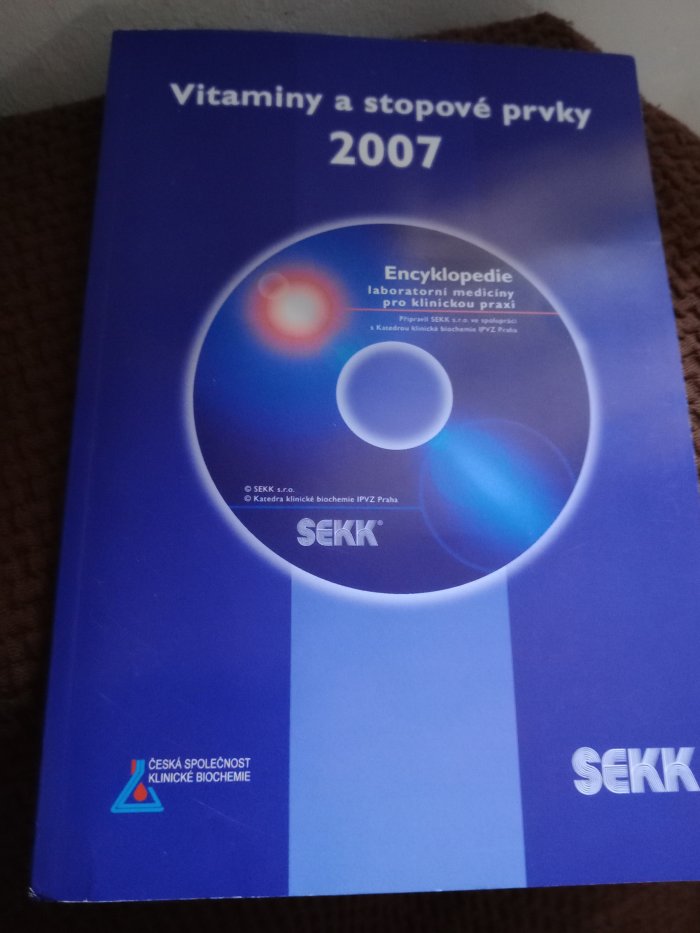 Vitaminy a stopové prvky
2007
Encyklopedie
laboratorní medicíny
pro klinickou praxi
Připravil SEKK s.r.o. ve spolupráci
s Katedrou klinické biochemie IPVZ Praha
© SEKK s.r.o.
© Katedra klinické biochemie IPVZ Praha
SEKK®
ČESKÁ SPOLEČNOST
KLINICKÉ BIOCHEMIE
SEKK